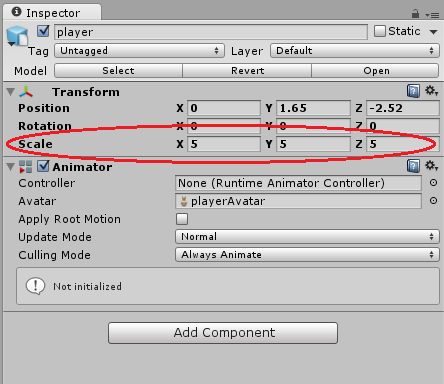 Inspector
player Static
Tag Untagged Layer Default
Model Select Revert Open
Transform
Position X 0 Y 1.65 Z -2.52
Rotation X 0 Y 0 Z 0
Scale X 5 Y 5 Z 5
Animator
Controller None (Runtime Animator Controller)
Avatar playerAvatar
Apply Root Motion
Update Mode Normal
Culling Mode Always Animate
Not initialized
Add Component